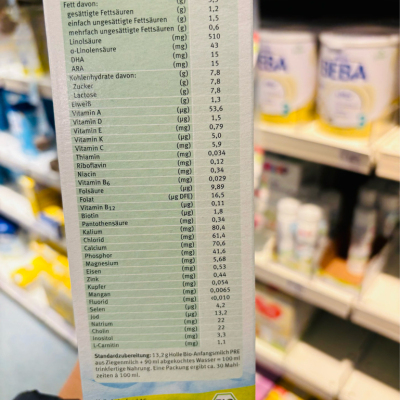 Fett davon: (g)
gesättigte Fettsäuren (g) 1,2
einfach ungesättigte Fettsäuren (g) 1,5
mehrfach ungesättigte Fettsäuren (g) 0,6
Linolsäure (mg) 510
α-Linolensäure (mg) 43
DHA (mg) 15
ARA (mg) 15
Kohlenhydrate davon: (g) 7,8
Zucker (g) 7,8
Lactose (g) 7,8
Eiweiß (g) 1,3
Vitamin A (µg) 53,6
Vitamin D (µg) 1,5
Vitamin E (mg) 0,79
Vitamin K (µg) 5,0
Vitamin C (mg) 5,9
Thiamin (mg) 0,034
Riboflavin (mg) 0,12
Niacin (mg) 0,34
Vitamin B6 (mg) 0,029
Folsäure (µg) 9,89
Folat (µg DFE) 16,5
Vitamin B12 (µg) 0,11
Biotin (µg) 1,8
Pantothensäure (mg) 0,34
Kalium (mg) 80,4
Chlorid (mg) 61,4
Calcium (mg) 70,6
Phosphor (mg) 41,6
Magnesium (mg) 5,68
Eisen (mg) 0,53
Zink (mg) 0,44
Kupfer (mg) 0,054
Mangan (mg) 0,0065
Fluorid (mg) ≤0,010
Selen (µg) 4,2
Jod (µg) 13,2
Natrium (mg) 22
Cholin (mg) 22
Inositol (mg) 3,3
L-Carnitin (mg) 1,1
Standardzubereitung: 13,2 g Holle Bio-Anfangsmilch PRE
aus Ziegenmilch + 90 ml abgekochtes Wasser = 100 ml
trinkfertige Nahrung. Eine Packung ergibt ca. 30 Mahl-
zeiten à 100 ml.
BEBA